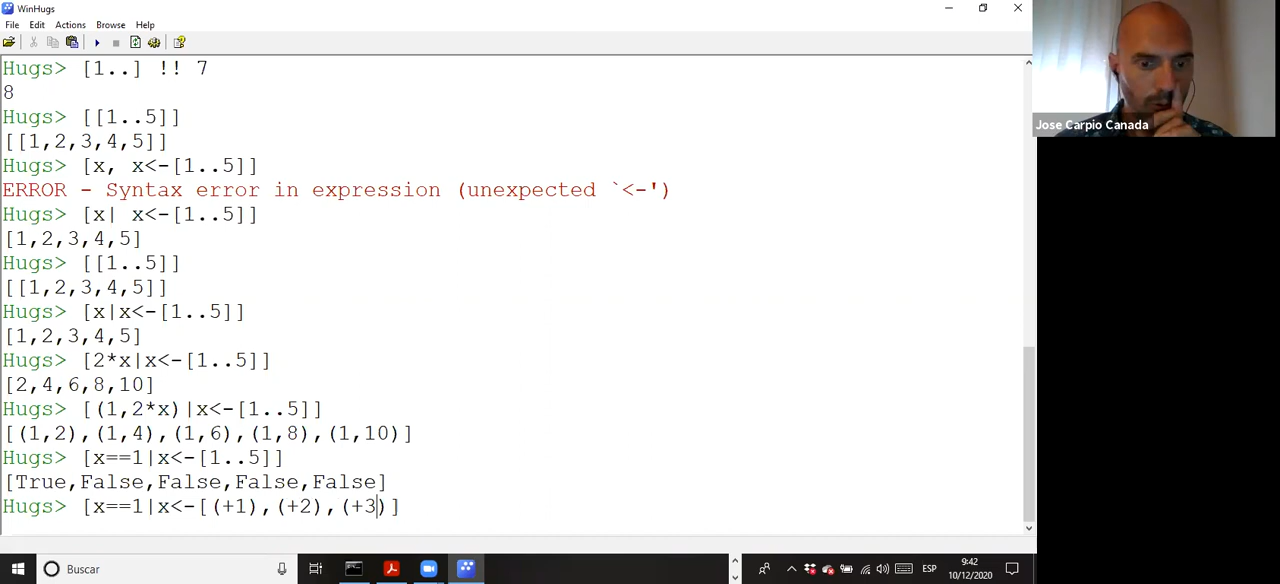 WinHugs
File Edit Actions Browse Help
Hugs> [1..] !! 7
8
Hugs> [[1..5]]
[[1,2,3,4,5]]
Hugs> [x, x<-[1..5]]
ERROR - Syntax error in expression (unexpected `<-')
Hugs> [x| x<-[1..5]]
[1,2,3,4,5]
Hugs> [[1..5]]
[[1,2,3,4,5]]
Hugs> [x|x<-[1..5]]
[1,2,3,4,5]
Hugs> [2*x|x<-[1..5]]
[2,4,6,8,10]
Hugs> [(1,2*x)|x<-[1..5]]
[(1,2),(1,4),(1,6),(1,8),(1,10)]
Hugs> [x==1|x<-[1..5]]
[True,False,False,False,False]
Hugs> [x==1|x<-[(+1),(+2),(+3)]
Jose Carpio Canada
Buscar
ESP
9:42
10/12/2020